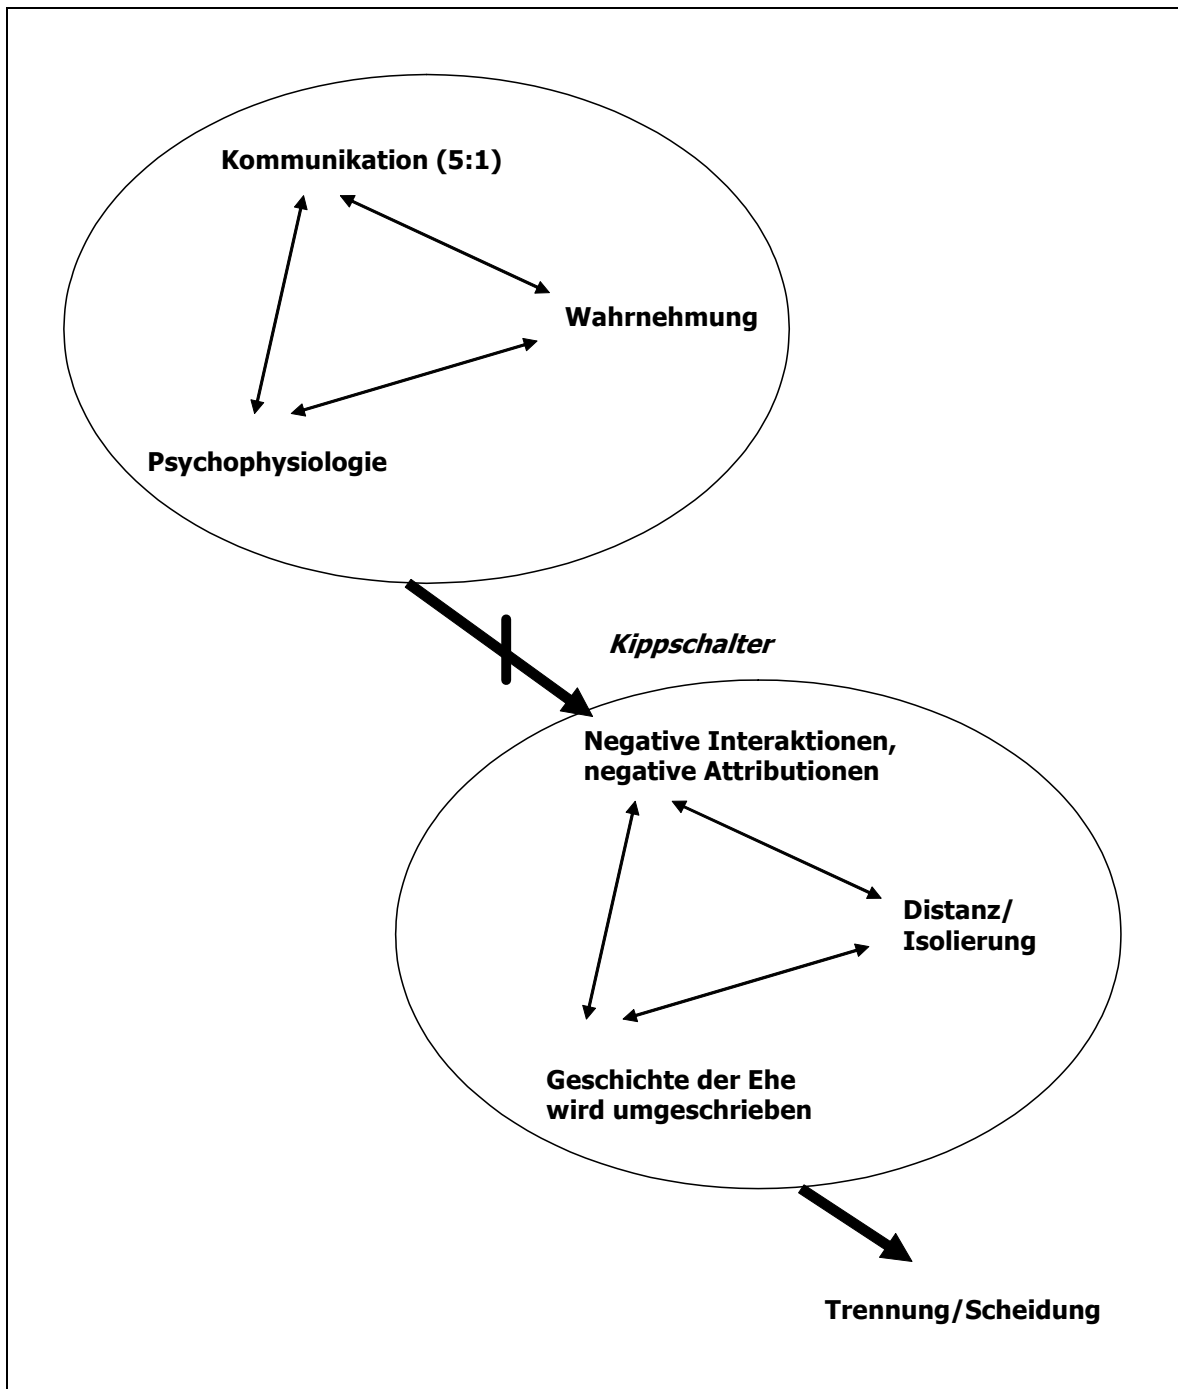 Kommunikation (5:1)
Wahrnehmung
Psychophysiologie
Kippschalter
Negative Interaktionen,
negative Attributionen
Distanz/
Isolierung
Geschichte der Ehe
wird umgeschrieben
Trennung/Scheidung